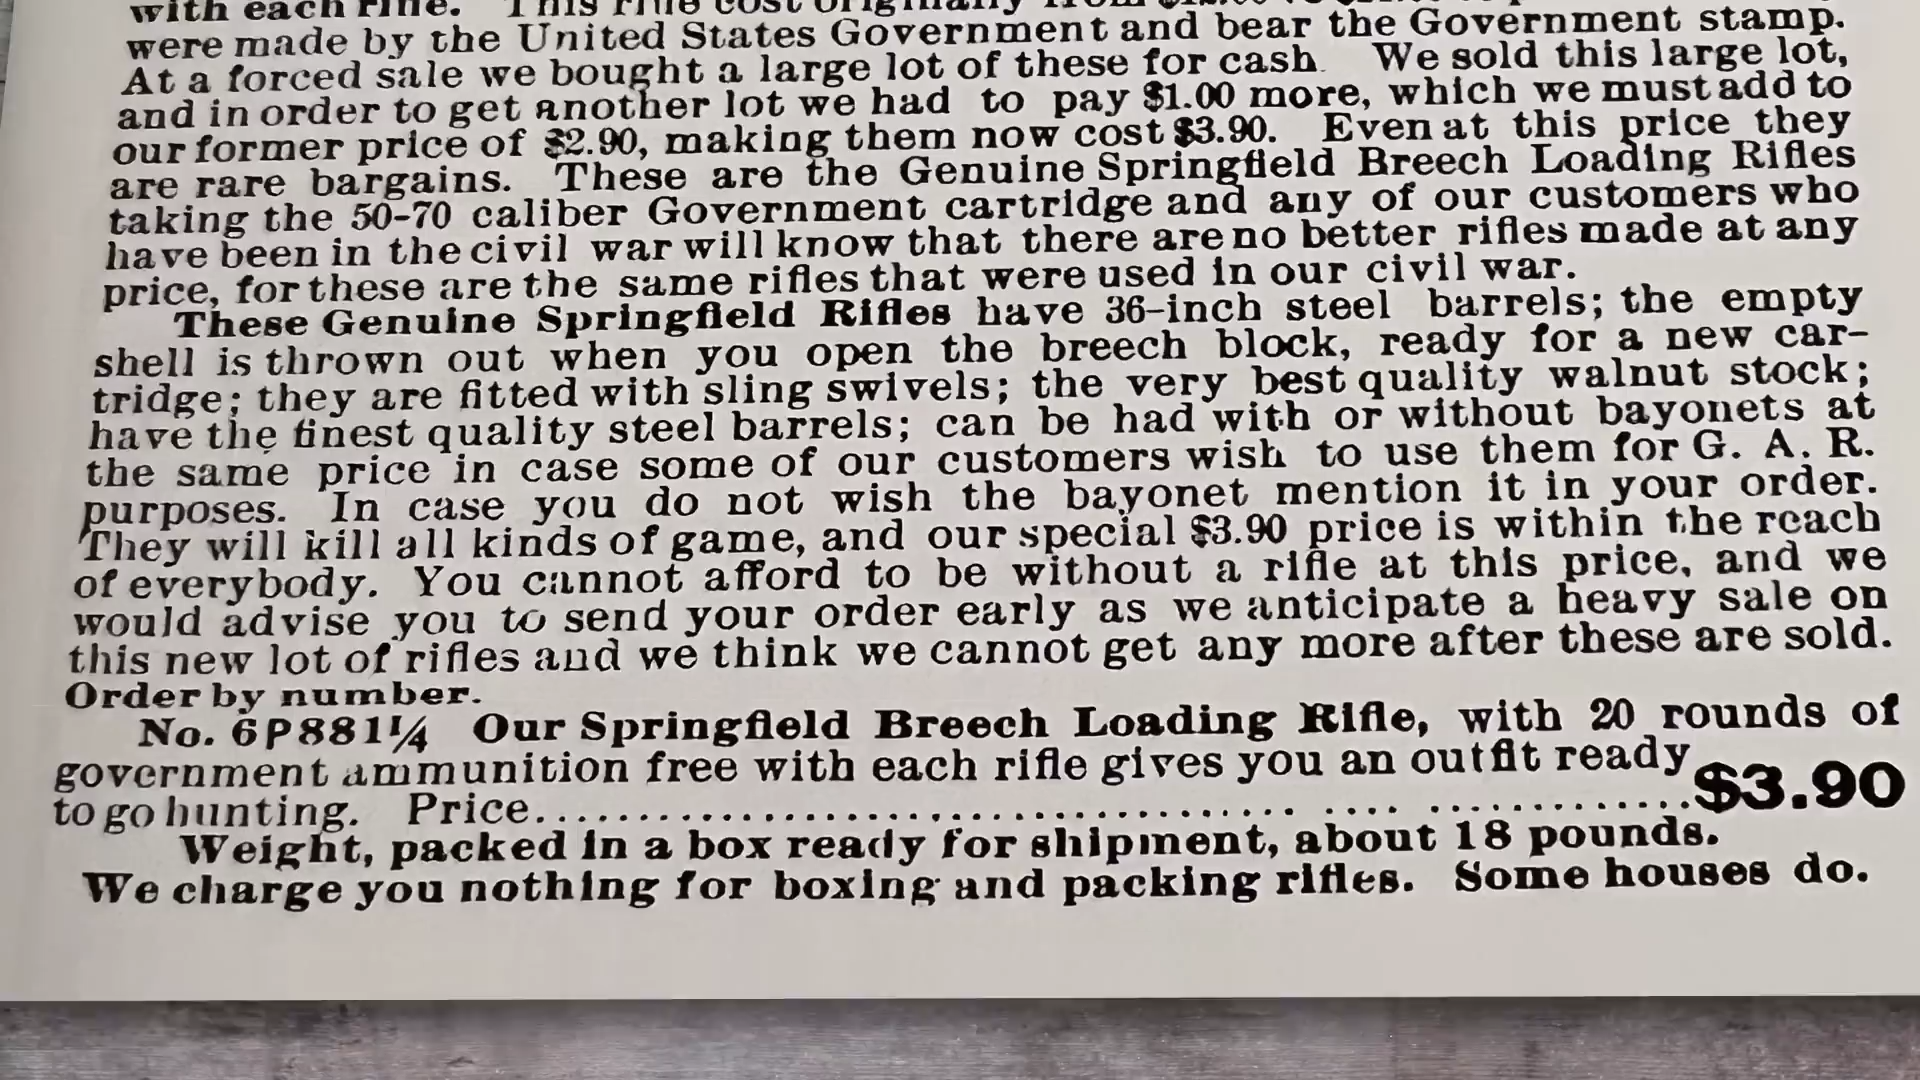 with each rifle. This rifle cost originally from
were made by the United States Government and bear the Government stamp.
At a forced sale we bought a large lot of these for cash. We sold this large lot,
and in order to get another lot we had to pay $1.00 more, which we must add to
our former price of $2.90, making them now cost $3.90. Even at this price they
are rare bargains. These are the Genuine Springfield Breech Loading Rifles
taking the 50-70 caliber Government cartridge and any of our customers who
have been in the civil war will know that there are no better rifles made at any
price, for these are the same rifles that were used in our civil war.
These Genuine Springfield Rifles have 36-inch steel barrels; the empty
shell is thrown out when you open the breech block, ready for a new car-
tridge; they are fitted with sling swivels; the very best quality walnut stock;
have the finest quality steel barrels; can be had with or without bayonets at
the same price in case some of our customers wish to use them for G. A. R.
purposes. In case you do not wish the bayonet mention it in your order.
They will kill all kinds of game, and our special $3.90 price is within the reach
of everybody. You cannot afford to be without a rifle at this price, and we
would advise you to send your order early as we anticipate a heavy sale on
this new lot of rifles and we think we cannot get any more after these are sold.
Order by number.
No. 6P881¼ Our Springfield Breech Loading Rifle, with 20 rounds of
government ammunition free with each rifle gives you an outfit ready
to go hunting. Price.......................................................$3.90
Weight, packed in a box ready for shipment, about 18 pounds.
We charge you nothing for boxing and packing rifles. Some houses do.